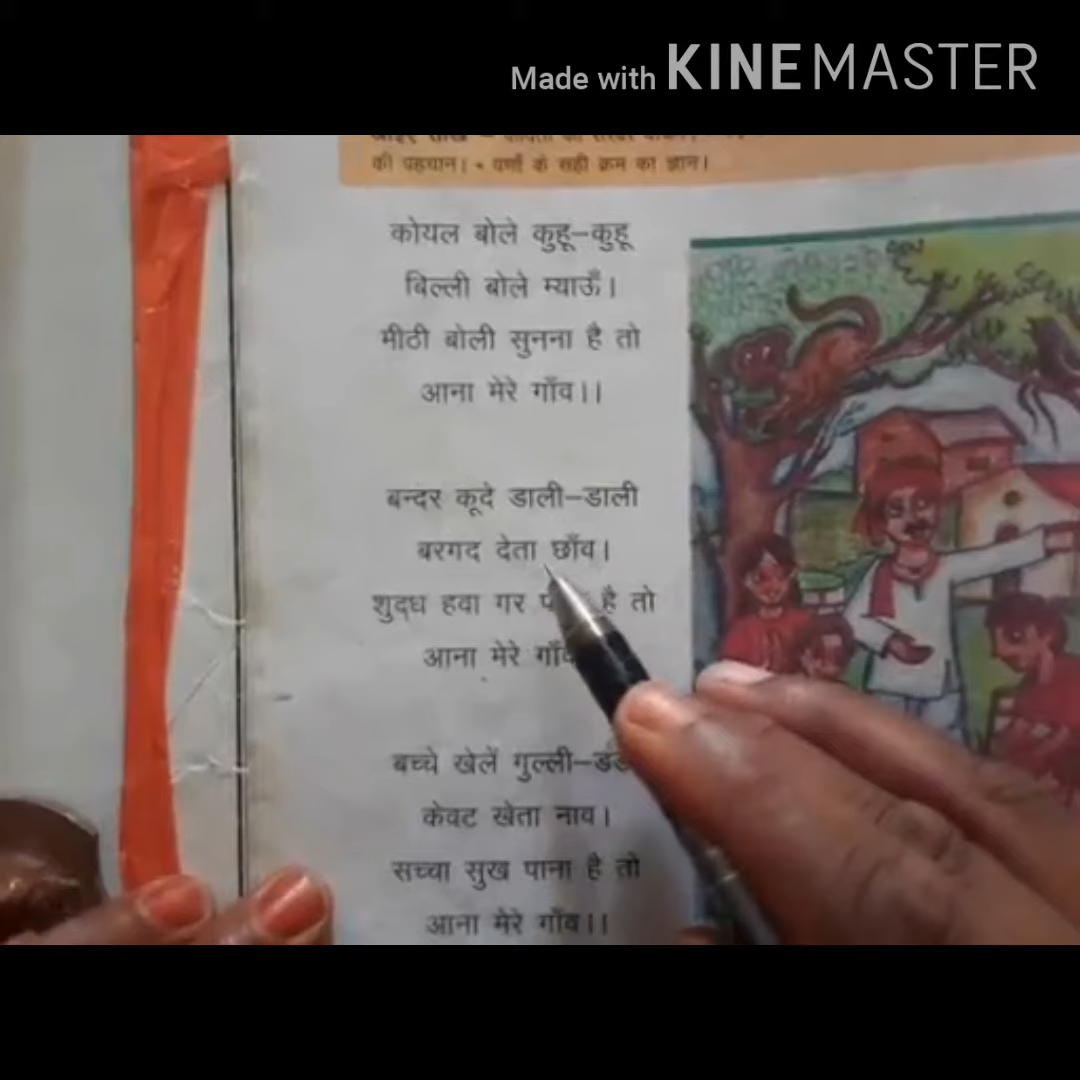 Made with KINEMASTER
की पहचान। • वर्णों के सही क्रम का ज्ञान।
कोयल बोले कुहू–कुहू
बिल्ली बोले म्याऊँ।
मीठी बोली सुनना है तो
आना मेरे गाँव।।
बन्दर कूदे डाली–डाली
बरगद देता छाँव।
शुद्ध हवा गर है तो
आना मेरे
बच्चे खेलें गुल्ली–
केवट खेता नाव।
सच्चा सुख पाना है तो
आना मेरे गाँव।।